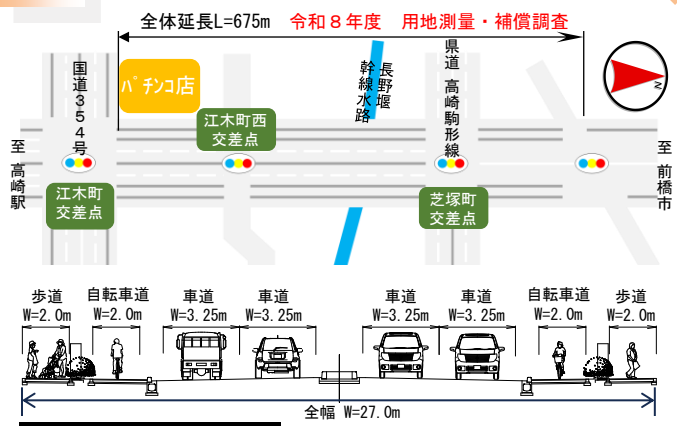 全体延長L=675m　令和８年度　用地測量・補償調査
国道３５４号
パチンコ店
長野堰
幹線水路
県道 高崎駒形線
N
江木町西
交差点
至 高崎駅
至 前橋市
江木町
交差点
芝塚町
交差点
歩道
W=2.0m
自転車道
W=2.0m
車道
W=3.25m
車道
W=3.25m
車道
W=3.25m
車道
W=3.25m
自転車道
W=2.0m
歩道
W=2.0m
全幅 W=27.0m